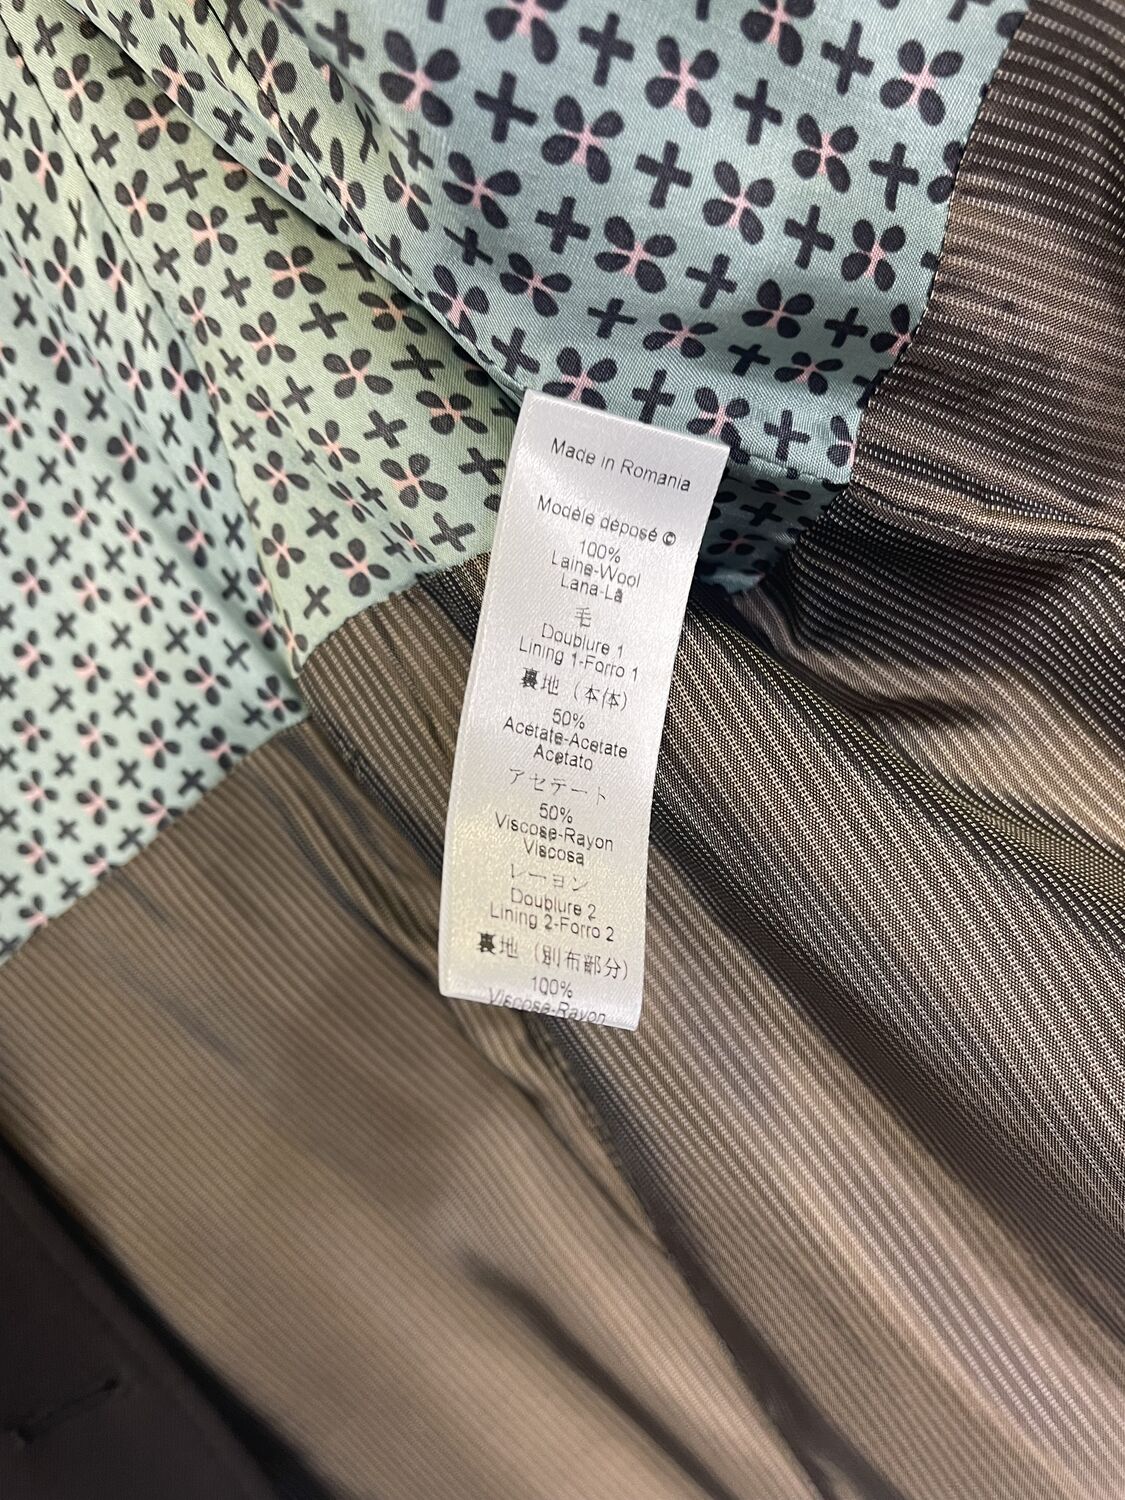 Made in Romania
Modèle déposé ©
100%
Laine-Wool
Lana-Lã
毛
Doublure 1
Lining 1-Forro 1
裏地 (本体)
50%
Acétate-Acetate
Acetato
アセテート
50%
Viscose-Rayon
Viscosa
レーヨン
Doublure 2
Lining 2-Forro 2
裏地 (別布部分)
100%
Viscose-Rayon